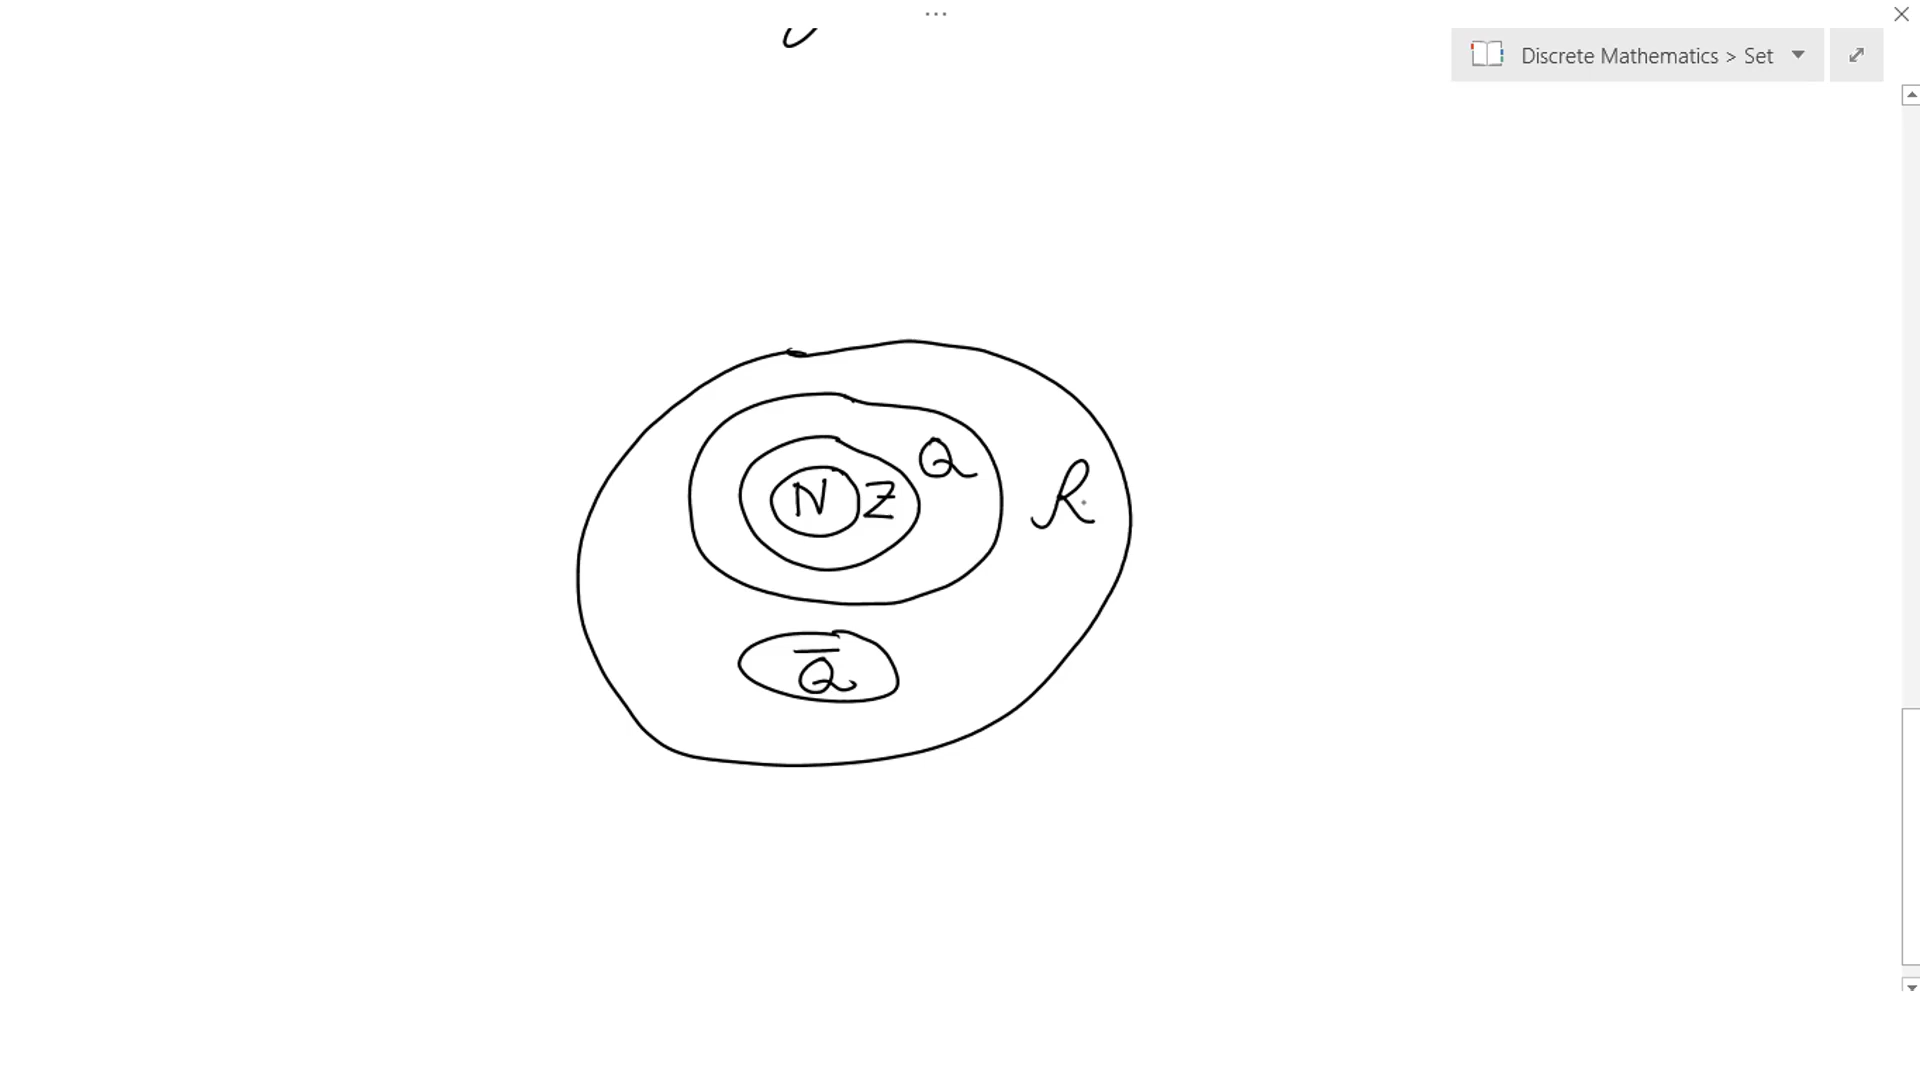 Discrete Mathematics > Set
Q
N Z
R
Q̅